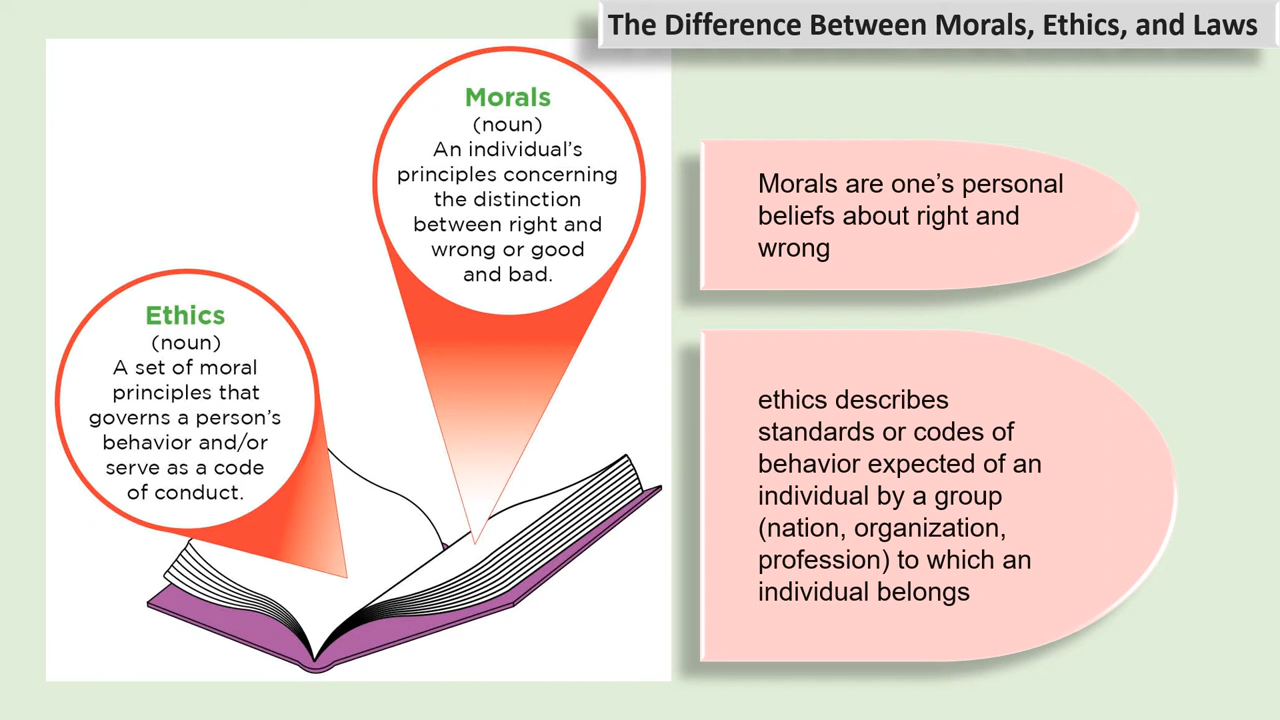 The Difference Between Morals, Ethics, and Laws
Morals
(noun)
An individual's
principles concerning
the distinction
between right and
wrong or good
and bad.
Ethics
(noun)
A set of moral
principles that
governs a person's
behavior and/or
serve as a code
of conduct.
Morals are one's personal
beliefs about right and
wrong
ethics describes
standards or codes of
behavior expected of an
individual by a group
(nation, organization,
profession) to which an
individual belongs